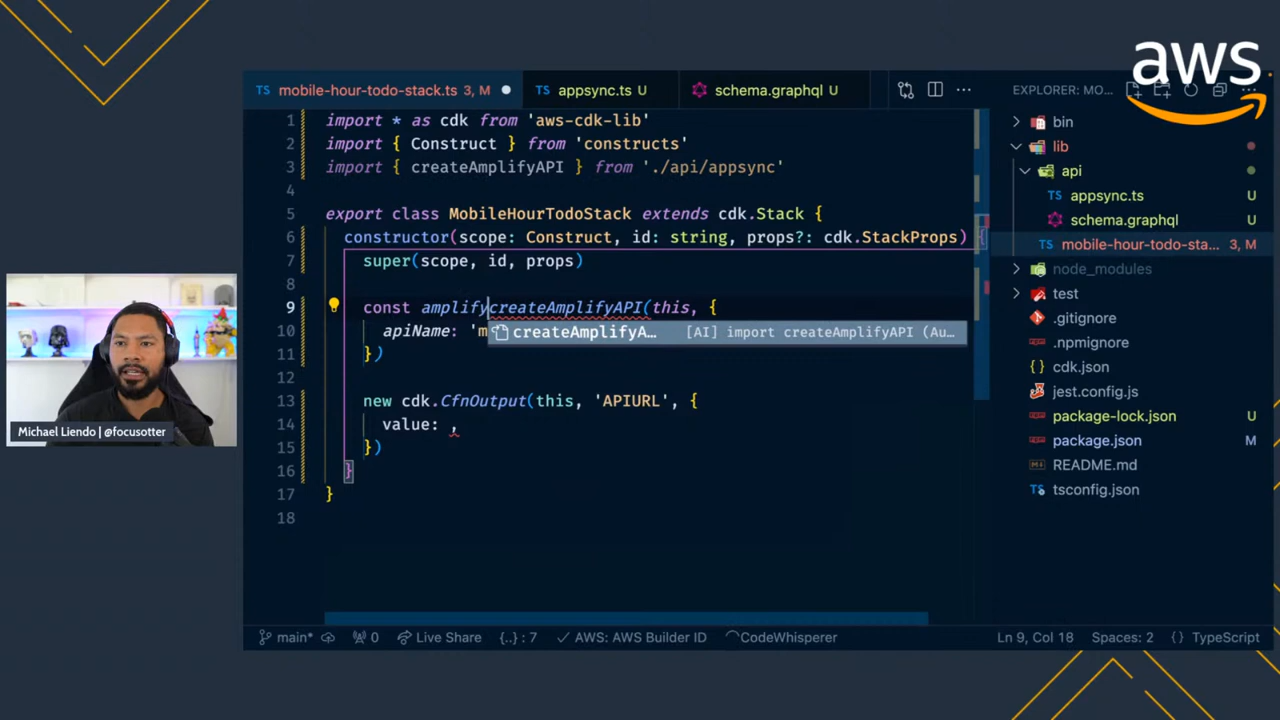 aws
mobile-hour-todo-stack.ts 3, M
appsync.ts U
schema.graphql U
EXPLORER: MO...
1 import * as cdk from 'aws-cdk-lib'
2 import { Construct } from 'constructs'
3 import { createAmplifyAPI } from './api/appsync'
4
5 export class MobileHourTodoStack extends cdk.Stack {
6 constructor(scope: Construct, id: string, props?: cdk.StackProps) {
7 super(scope, id, props)
8
9 const amplifycreateAmplifyAPI(this, {
10 apiName: 'm
createAmplifyA... [AI] import createAmplifyAPI (Au...
11 })
12
13 new cdk.CfnOutput(this, 'APIURL', {
14 value: ,
15 })
16 }
17 }
18
bin
lib
api
TS appsync.ts U
schema.graphql U
TS mobile-hour-todo-sta... 3, M
node_modules
test
.gitignore
.npmignore
{} cdk.json
jest.config.js
package-lock.json U
package.json M
README.md
TS tsconfig.json
Michael Liendo | @focusotter
main* 0 Live Share {..} : 7 AWS: AWS Builder ID CodeWhisperer Ln 9, Col 18 Spaces: 2 {} TypeScript